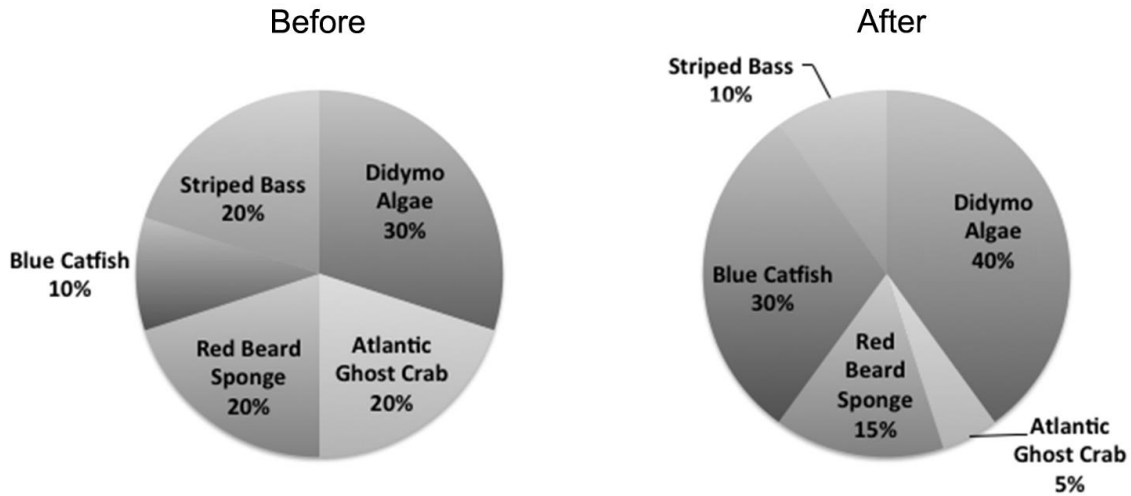 Before
Striped Bass
20%
Didymo
Algae
30%
Blue Catfish
10%
Red Beard
Sponge
20%
Atlantic
Ghost Crab
20%
After
Striped Bass
10%
Didymo
Algae
40%
Blue Catfish
30%
Red
Beard
Sponge
15%
Atlantic
Ghost Crab
5%